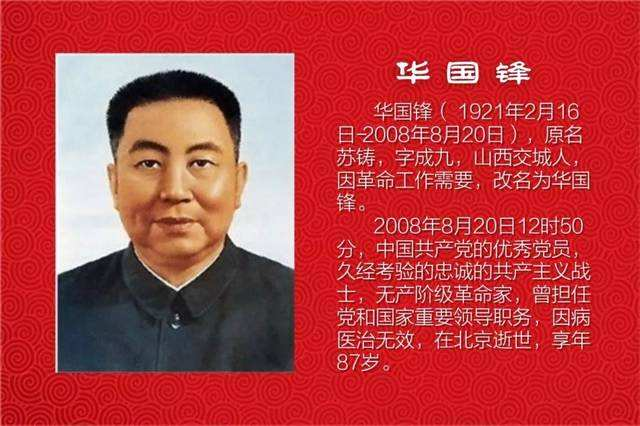 华国锋
华国锋（ 1921年2月16
日-2008年8月20日），原名
苏铸，字成九，山西交城人，
因革命工作需要，改名为华国
锋。
2008年8月20日12时50
分，中国共产党的优秀党员，
久经考验的忠诚的共产主义战
士，无产阶级革命家，曾担任
党和国家重要领导职务，因病
医治无效，在北京逝世，享年
87岁。